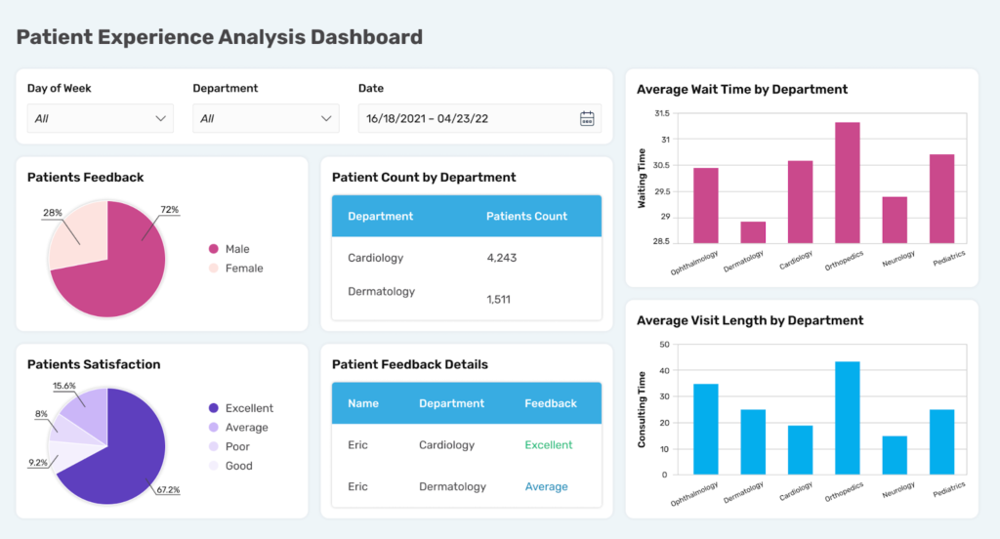 Patient Experience Analysis Dashboard
Day of Week
All
Department
All
Date
16/18/2021 – 04/23/22
Patients Feedback
28%
72%
Male
Female
Patient Count by Department
Department Patients Count
Cardiology 4,243
Dermatology 1,511
Patients Satisfaction
15.6%
8%
9.2%
67.2%
Excellent
Average
Poor
Good
Patient Feedback Details
Name Department Feedback
Eric Cardiology Excellent
Eric Dermatology Average
Average Wait Time by Department
Waiting Time
31.5
31
30.5
29.5
29
28.5
Ophthalmology Dermatology Cardiology Orthopedics Neurology Pediatrics
Average Visit Length by Department
Consulting Time
50
40
30
20
10
0
Ophthalmology Dermatology Cardiology Orthopedics Neurology Pediatrics